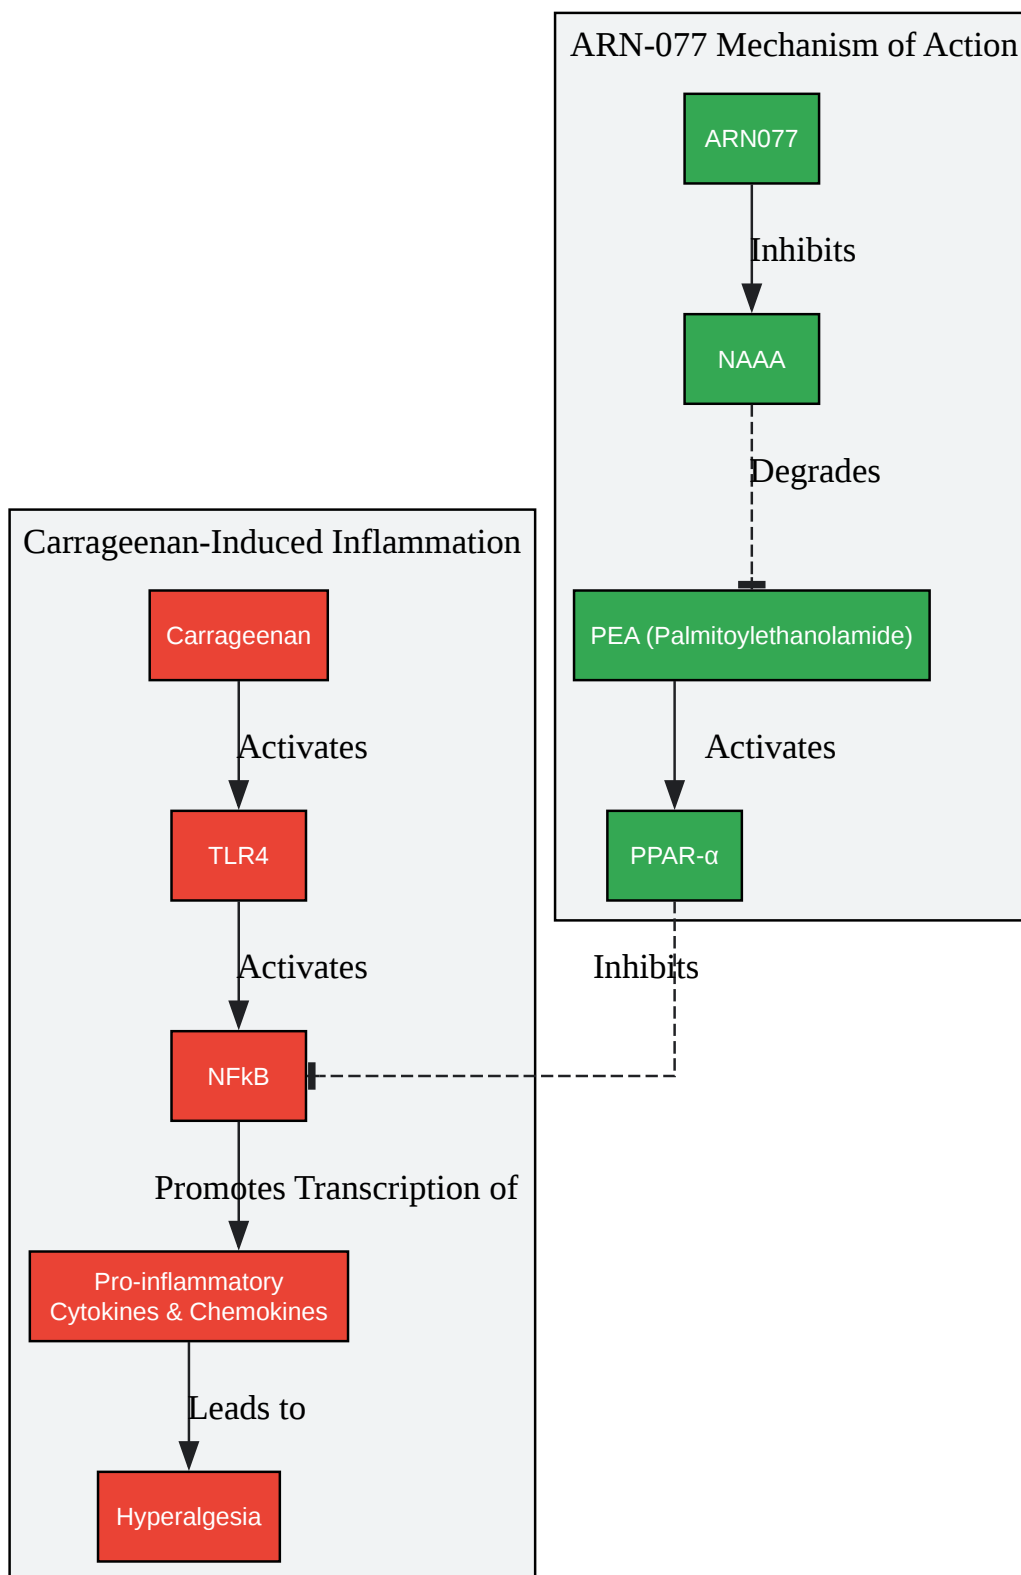 ARN-077 Mechanism of Action
ARN077
Inhibits
NAAA
Degrades
PEA (Palmitoylethanolamide)
Activates
PPAR-α
Inhibits
Carrageenan-Induced Inflammation
Carrageenan
Activates
TLR4
Activates
NFkB
Promotes Transcription of
Pro-inflammatory
Cytokines & Chemokines
Leads to
Hyperalgesia